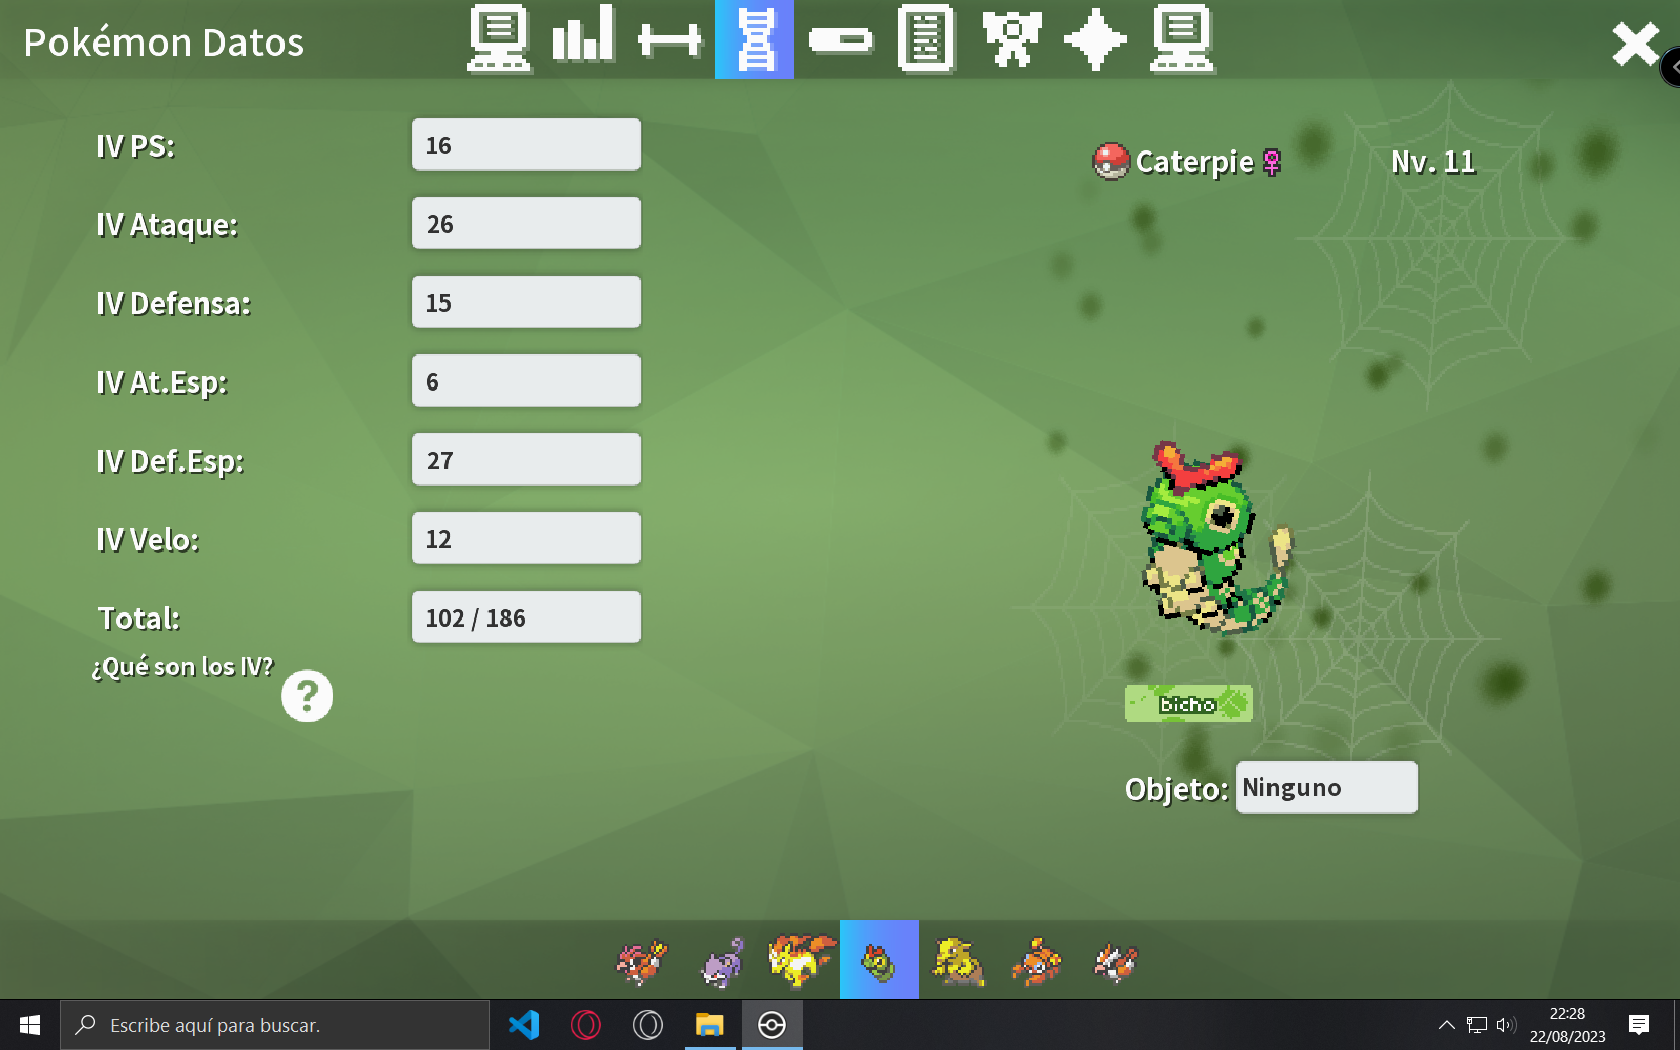 Pokémon Datos
IV PS:
16
IV Ataque:
26
IV Defensa:
15
IV At.Esp:
6
IV Def.Esp:
27
IV Velo:
12
Total:
102 / 186
¿Qué son los IV?
?
Caterpie
Nv. 11
bicho
Objeto:
Ninguno
Escribe aquí para buscar.
22:28
22/08/2023